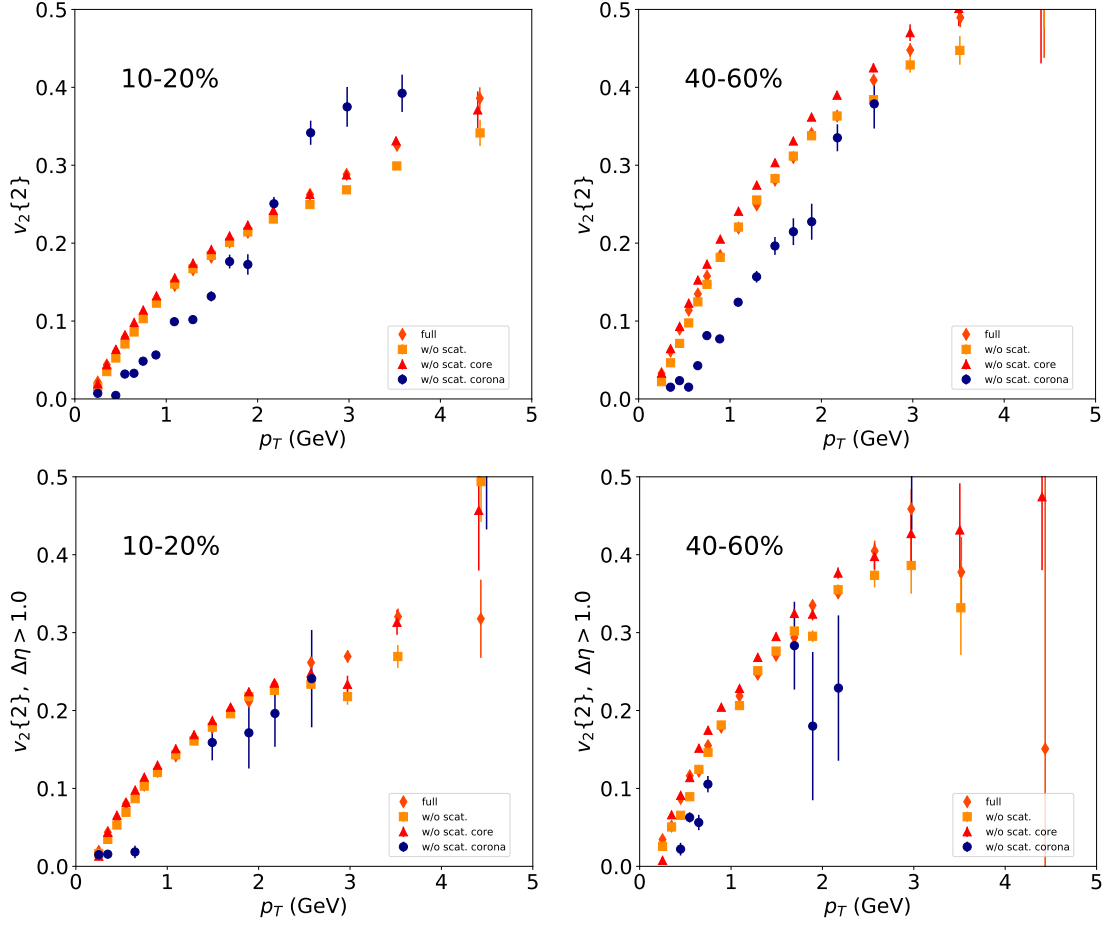 0.5
0.4
0.3
0.2
0.1
0.0
v₂{2}
10-20%
full
w/o scat.
w/o scat. core
w/o scat. corona
0 1 2 3 4 5
p_T (GeV)
0.5
0.4
0.3
0.2
0.1
0.0
v₂{2}
40-60%
full
w/o scat.
w/o scat. core
w/o scat. corona
0 1 2 3 4 5
p_T (GeV)
0.5
0.4
0.3
0.2
0.1
0.0
v₂{2}, Δη > 1.0
10-20%
full
w/o scat.
w/o scat. core
w/o scat. corona
0 1 2 3 4 5
p_T (GeV)
0.5
0.4
0.3
0.2
0.1
0.0
v₂{2}, Δη > 1.0
40-60%
full
w/o scat.
w/o scat. core
w/o scat. corona
0 1 2 3 4 5
p_T (GeV)